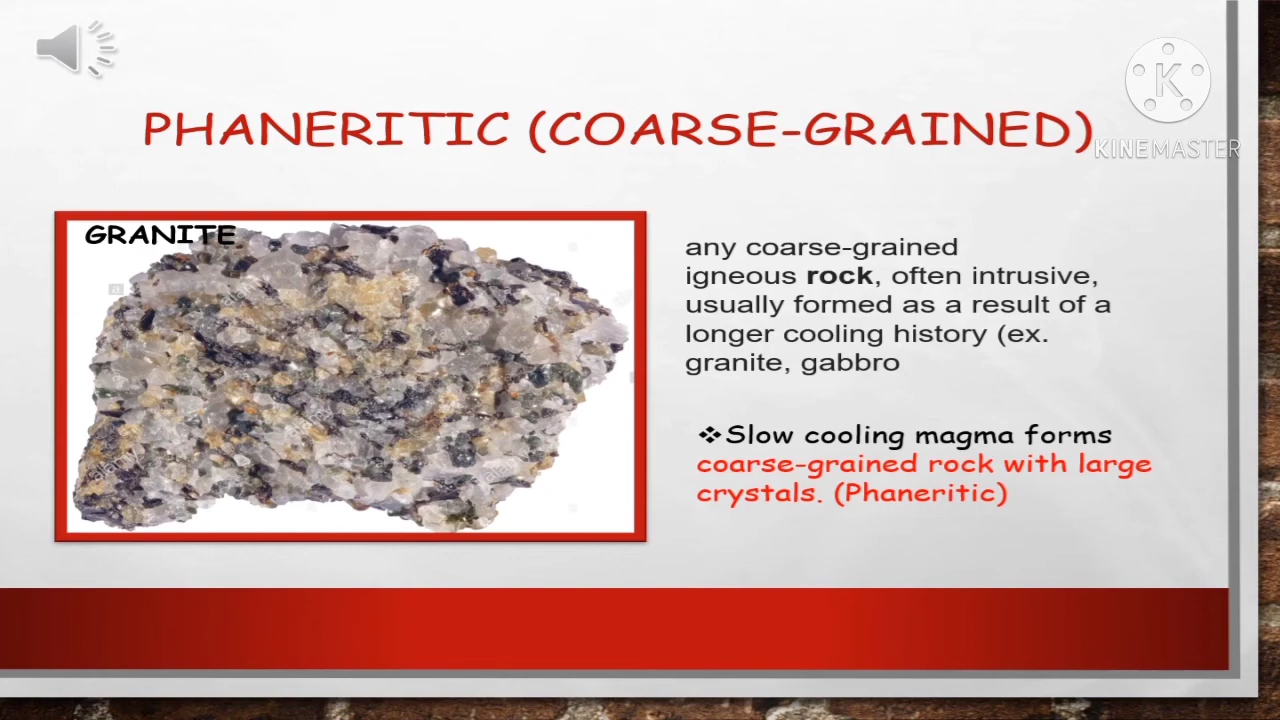 PHANERITIC (COARSE-GRAINED)
K
KINEMASTER
GRANITE
any coarse-grained
igneous rock, often intrusive,
usually formed as a result of a
longer cooling history (ex.
granite, gabbro
❖Slow cooling magma forms
coarse-grained rock with large
crystals. (Phaneritic)